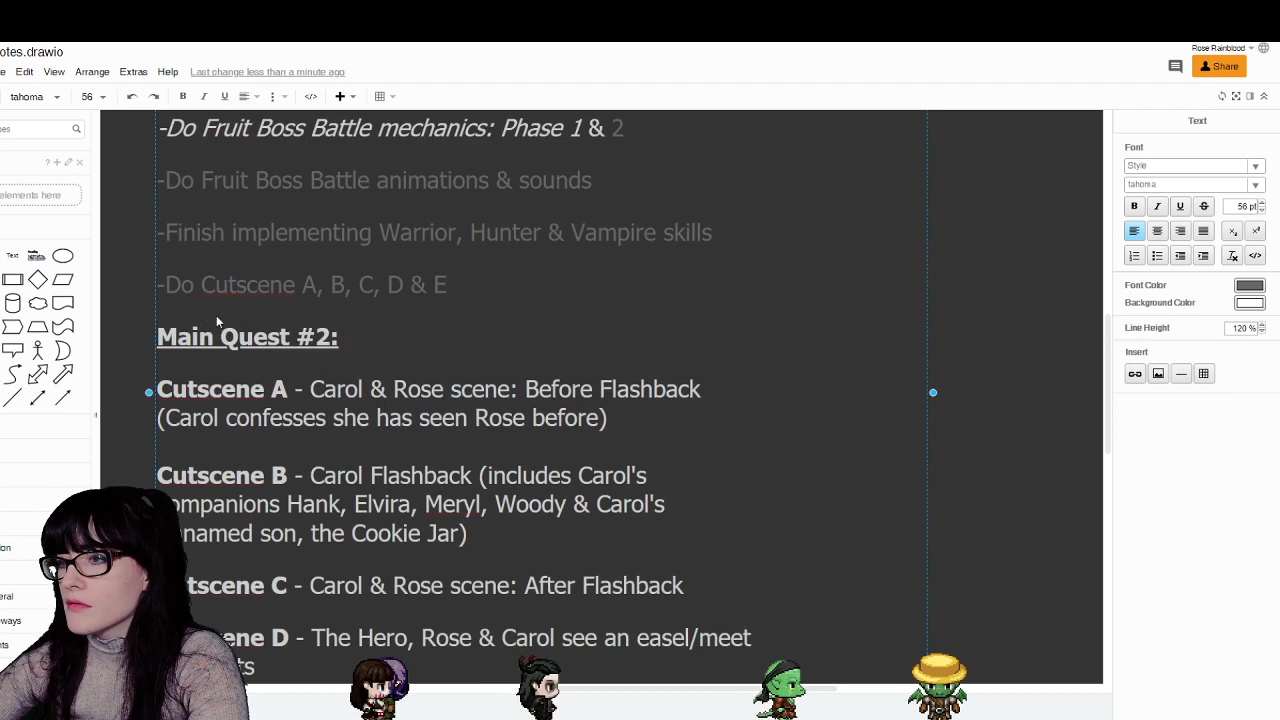 otes.drawio
Rose Rainblood
Edit View Arrange Extras Help Last change less than a minute ago
Share
tahoma 56
Text
Font
Style
tahoma
56 pt
Font Color
Background Color
Line Height 120 %
Insert
elements here
Text
-Do Fruit Boss Battle mechanics: Phase 1 & 2
-Do Fruit Boss Battle animations & sounds
-Finish implementing Warrior, Hunter & Vampire skills
-Do Cutscene A, B, C, D & E
Main Quest #2:
Cutscene A - Carol & Rose scene: Before Flashback
(Carol confesses she has seen Rose before)
Cutscene B - Carol Flashback (includes Carol's
ompanions Hank, Elvira, Meryl, Woody & Carol's
named son, the Cookie Jar)
tscene C - Carol & Rose scene: After Flashback
ene D - The Hero, Rose & Carol see an easel/meet